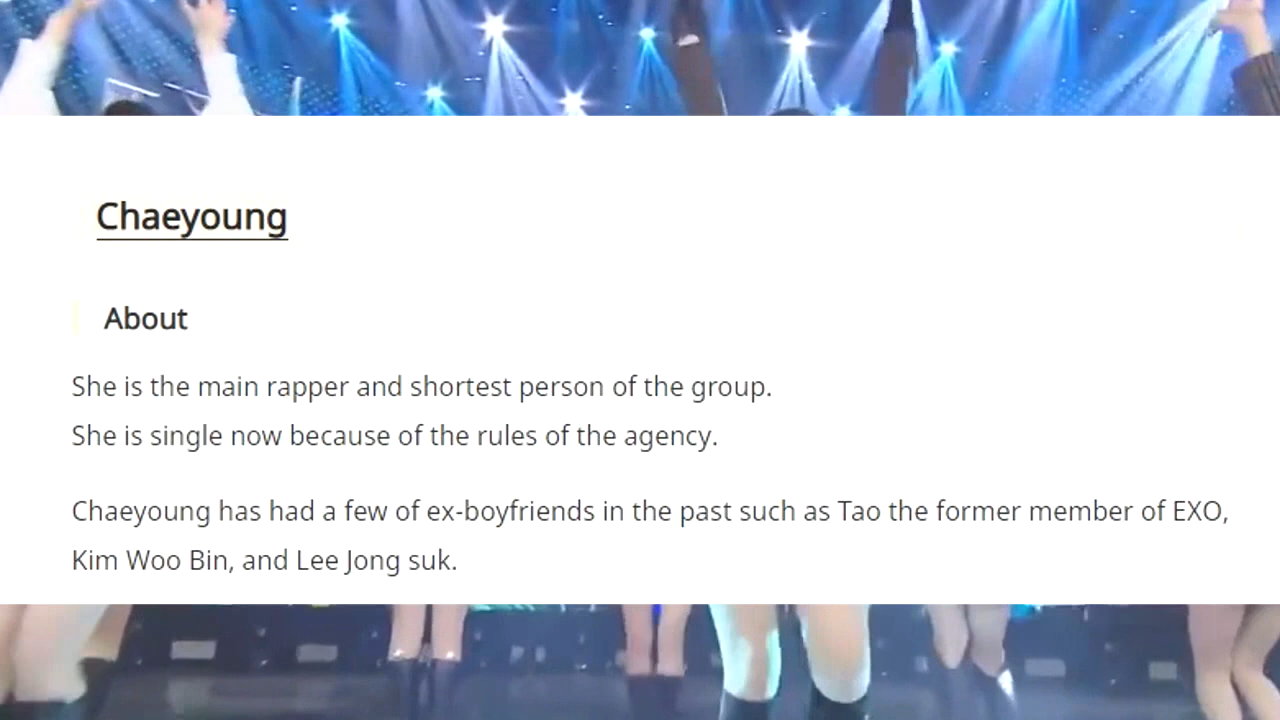 Chaeyoung
About
She is the main rapper and shortest person of the group.
She is single now because of the rules of the agency.
Chaeyoung has had a few of ex-boyfriends in the past such as Tao the former member of EXO,
Kim Woo Bin, and Lee Jong suk.